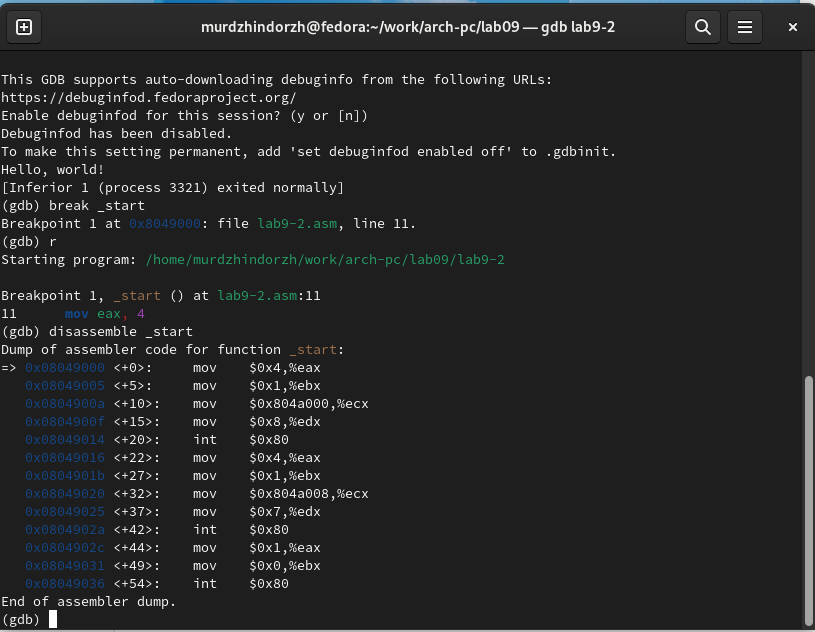 murdzhindorzh@fedora:~/work/arch-pc/lab09 — gdb lab9-2
This GDB supports auto-downloading debuginfo from the following URLs:
https://debuginfod.fedoraproject.org/
Enable debuginfod for this session? (y or [n])
Debuginfod has been disabled.
To make this setting permanent, add 'set debuginfod enabled off' to .gdbinit.
Hello, world!
[Inferior 1 (process 3321) exited normally]
(gdb) break _start
Breakpoint 1 at 0x8049000: file lab9-2.asm, line 11.
(gdb) r
Starting program: /home/murdzhindorzh/work/arch-pc/lab09/lab9-2
Breakpoint 1, _start () at lab9-2.asm:11
11      mov eax, 4
(gdb) disassemble _start
Dump of assembler code for function _start:
=> 0x08049000 <+0>:     mov    $0x4,%eax
   0x08049005 <+5>:     mov    $0x1,%ebx
   0x0804900a <+10>:    mov    $0x804a000,%ecx
   0x0804900f <+15>:    mov    $0x8,%edx
   0x08049014 <+20>:    int    $0x80
   0x08049016 <+22>:    mov    $0x4,%eax
   0x0804901b <+27>:    mov    $0x1,%ebx
   0x08049020 <+32>:    mov    $0x804a008,%ecx
   0x08049025 <+37>:    mov    $0x7,%edx
   0x0804902a <+42>:    int    $0x80
   0x0804902c <+44>:    mov    $0x1,%eax
   0x08049031 <+49>:    mov    $0x0,%ebx
   0x08049036 <+54>:    int    $0x80
End of assembler dump.
(gdb)